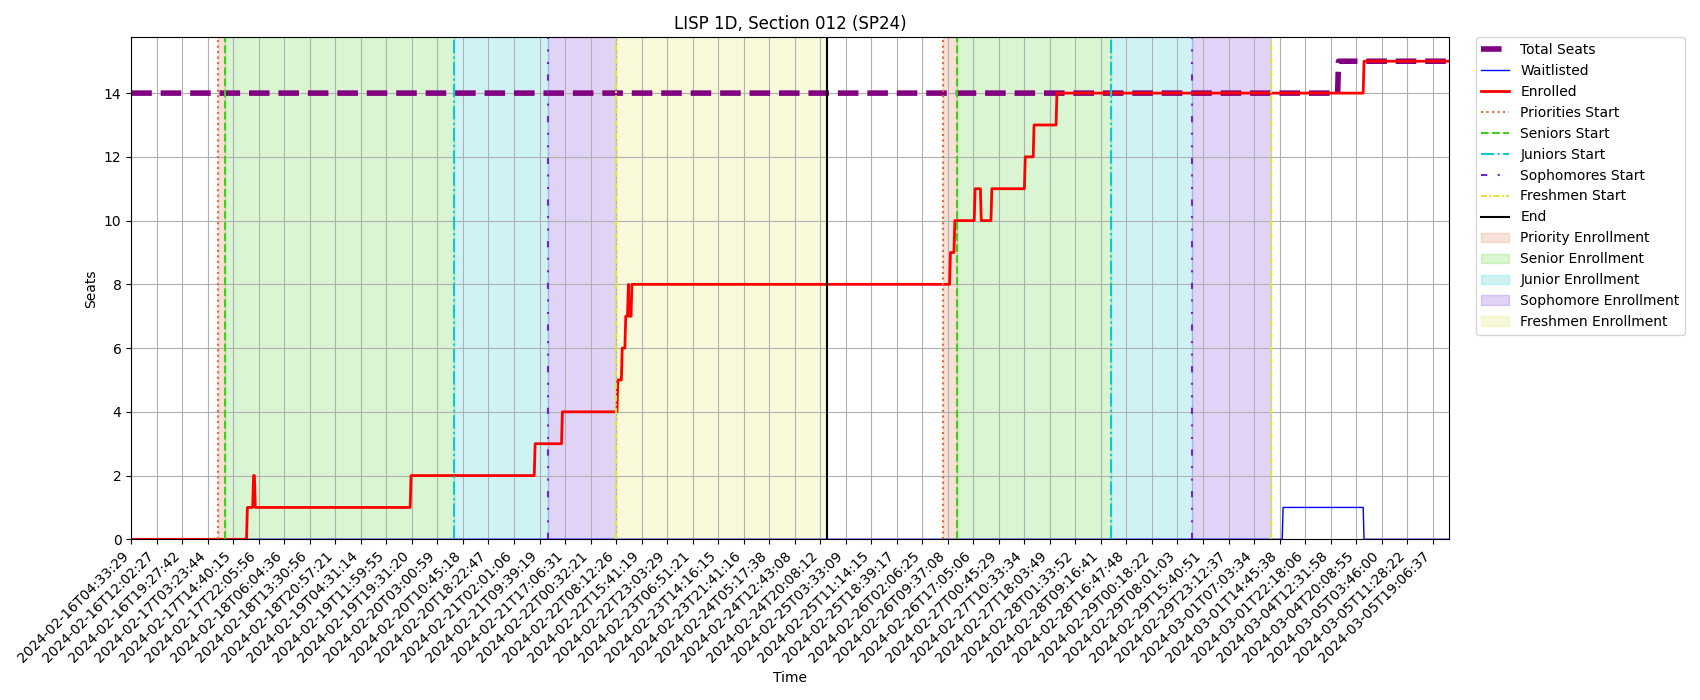 LISP 1D, Section 012 (SP24)
Total Seats
Waitlisted
Enrolled
Priorities Start
Seniors Start
Juniors Start
Sophomores Start
Freshmen Start
End
Priority Enrollment
Senior Enrollment
Junior Enrollment
Sophomore Enrollment
Freshmen Enrollment
Seats
14
12
10
8
6
4
2
0
2024-02-16T04:33:29
2024-02-16T12:02:27
2024-02-16T19:27:42
2024-02-17T03:23:44
2024-02-17T14:40:15
2024-02-17T22:05:56
2024-02-18T06:04:36
2024-02-18T13:30:56
2024-02-18T20:57:21
2024-02-19T04:31:14
2024-02-19T11:59:55
2024-02-19T19:31:20
2024-02-20T03:00:59
2024-02-20T10:45:18
2024-02-20T18:22:47
2024-02-21T02:01:06
2024-02-21T09:39:19
2024-02-21T17:06:31
2024-02-22T00:32:21
2024-02-22T08:12:26
2024-02-22T15:41:19
2024-02-22T23:03:29
2024-02-23T06:51:21
2024-02-23T14:16:15
2024-02-23T21:41:16
2024-02-24T05:17:38
2024-02-24T12:43:08
2024-02-24T20:08:12
2024-02-25T03:33:09
2024-02-25T11:14:15
2024-02-25T18:39:17
2024-02-26T02:06:25
2024-02-26T09:37:08
2024-02-26T17:05:06
2024-02-27T00:45:29
2024-02-27T10:33:34
2024-02-27T18:03:49
2024-02-28T01:33:52
2024-02-28T09:16:41
2024-02-28T16:47:48
2024-02-29T00:18:22
2024-02-29T08:01:03
2024-02-29T15:40:51
2024-02-29T23:12:37
2024-03-01T07:03:34
2024-03-01T14:45:38
2024-03-01T22:18:06
2024-03-04T12:31:58
2024-03-04T20:08:55
2024-03-05T03:46:00
2024-03-05T11:28:22
2024-03-05T19:06:37
Time